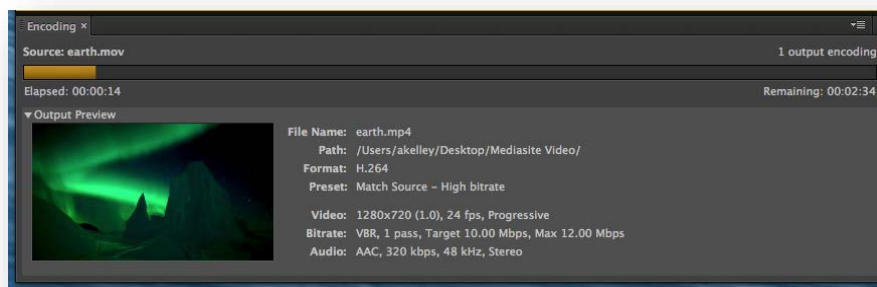 Encoding ×
Source: earth.mov 1 output encoding
Elapsed: 00:00:14 Remaining: 00:02:34
Output Preview
File Name: earth.mp4
Path: /Users/akelley/Desktop/Mediasite Video/
Format: H.264
Preset: Match Source – High bitrate
Video: 1280x720 (1.0), 24 fps, Progressive
Bitrate: VBR, 1 pass, Target 10.00 Mbps, Max 12.00 Mbps
Audio: AAC, 320 kbps, 48 kHz, Stereo